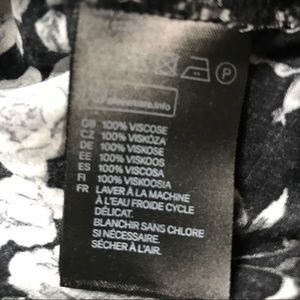 P
GB 100% VISCOSE
CZ 100% VISKÓZA
DE 100% VISKOSE
EE 100% VISKOOS
ES 100% VISCOSA
FI 100% VISKOOSIA
FR LAVER À LA MACHINE
À L'EAU FROIDE CYCLE
DÉLICAT.
BLANCHIR SANS CHLORE
SI NÉCESSAIRE.
SÉCHER À L'AIR.